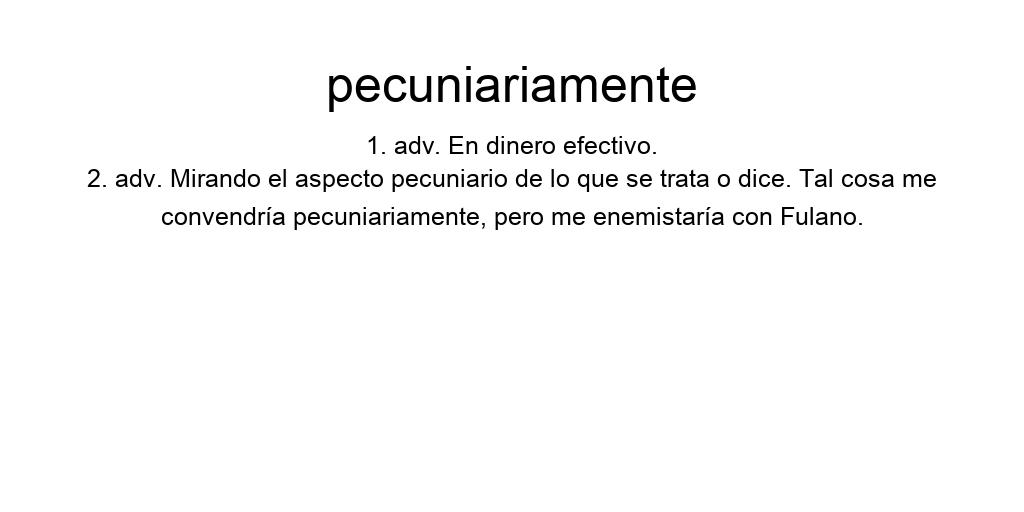 pecuniariamente
1. adv. En dinero efectivo.
2. adv. Mirando el aspecto pecuniario de lo que se trata o dice. Tal cosa me
convendría pecuniariamente, pero me enemistaría con Fulano.